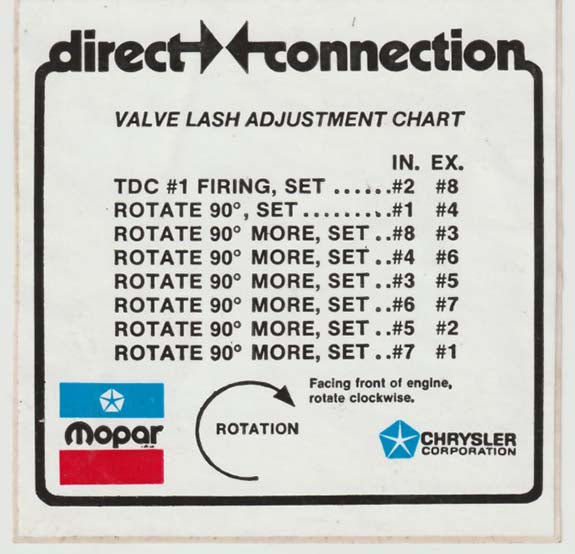 direct connection
VALVE LASH ADJUSTMENT CHART
IN. EX.
TDC #1 FIRING, SET ......#2 #8
ROTATE 90°, SET .........#1 #4
ROTATE 90° MORE, SET ..#8 #3
ROTATE 90° MORE, SET ..#4 #6
ROTATE 90° MORE, SET ..#3 #5
ROTATE 90° MORE, SET ..#6 #7
ROTATE 90° MORE, SET ..#5 #2
ROTATE 90° MORE, SET ..#7 #1
Facing front of engine,
rotate clockwise.
ROTATION
Mopar
CHRYSLER
CORPORATION